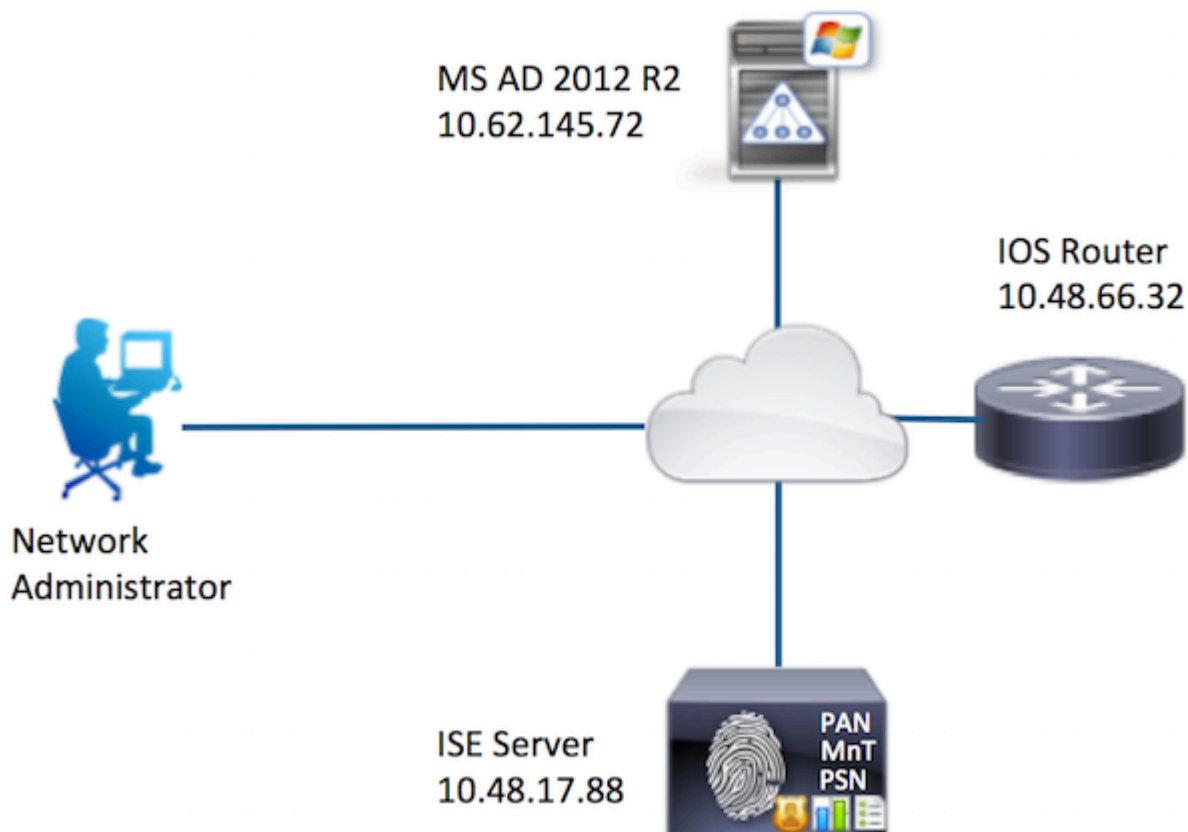 MS AD 2012 R2
10.62.145.72
IOS Router
10.48.66.32
Network
Administrator
ISE Server
10.48.17.88
PAN
MnT
PSN